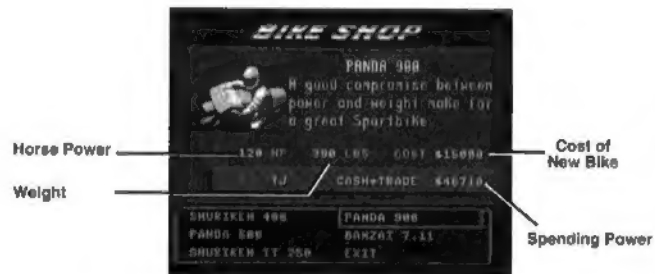 BIKE SHOP
PANDA 900
A good compromise between
power and weight make for
a great Sportbike
Horse Power
120 HP 390 LBS COST $15000
Cost of
New Bike
Weight
TJ CASH+TRADE $46710
Spending Power
SHURIKEN 400 PANDA 900
PANDA 600 BANZAI 7.11
SHURIKEN TT 250 EXIT